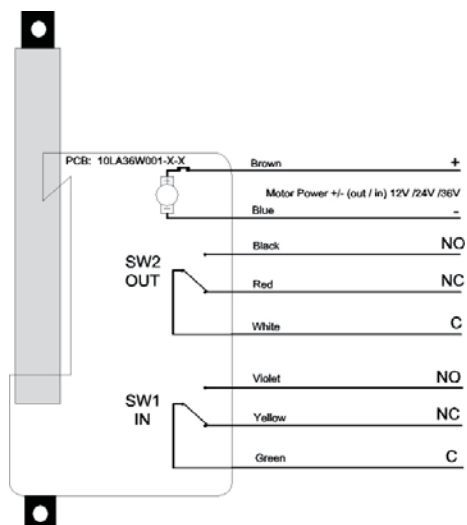 PCB: 10LA36W001-X-X
Brown +
Motor Power +/- (out / in) 12V /24V /36V
Blue -
Black NO
SW2
OUT
Red NC
White C
Violet NO
SW1
IN
Yellow NC
Green C